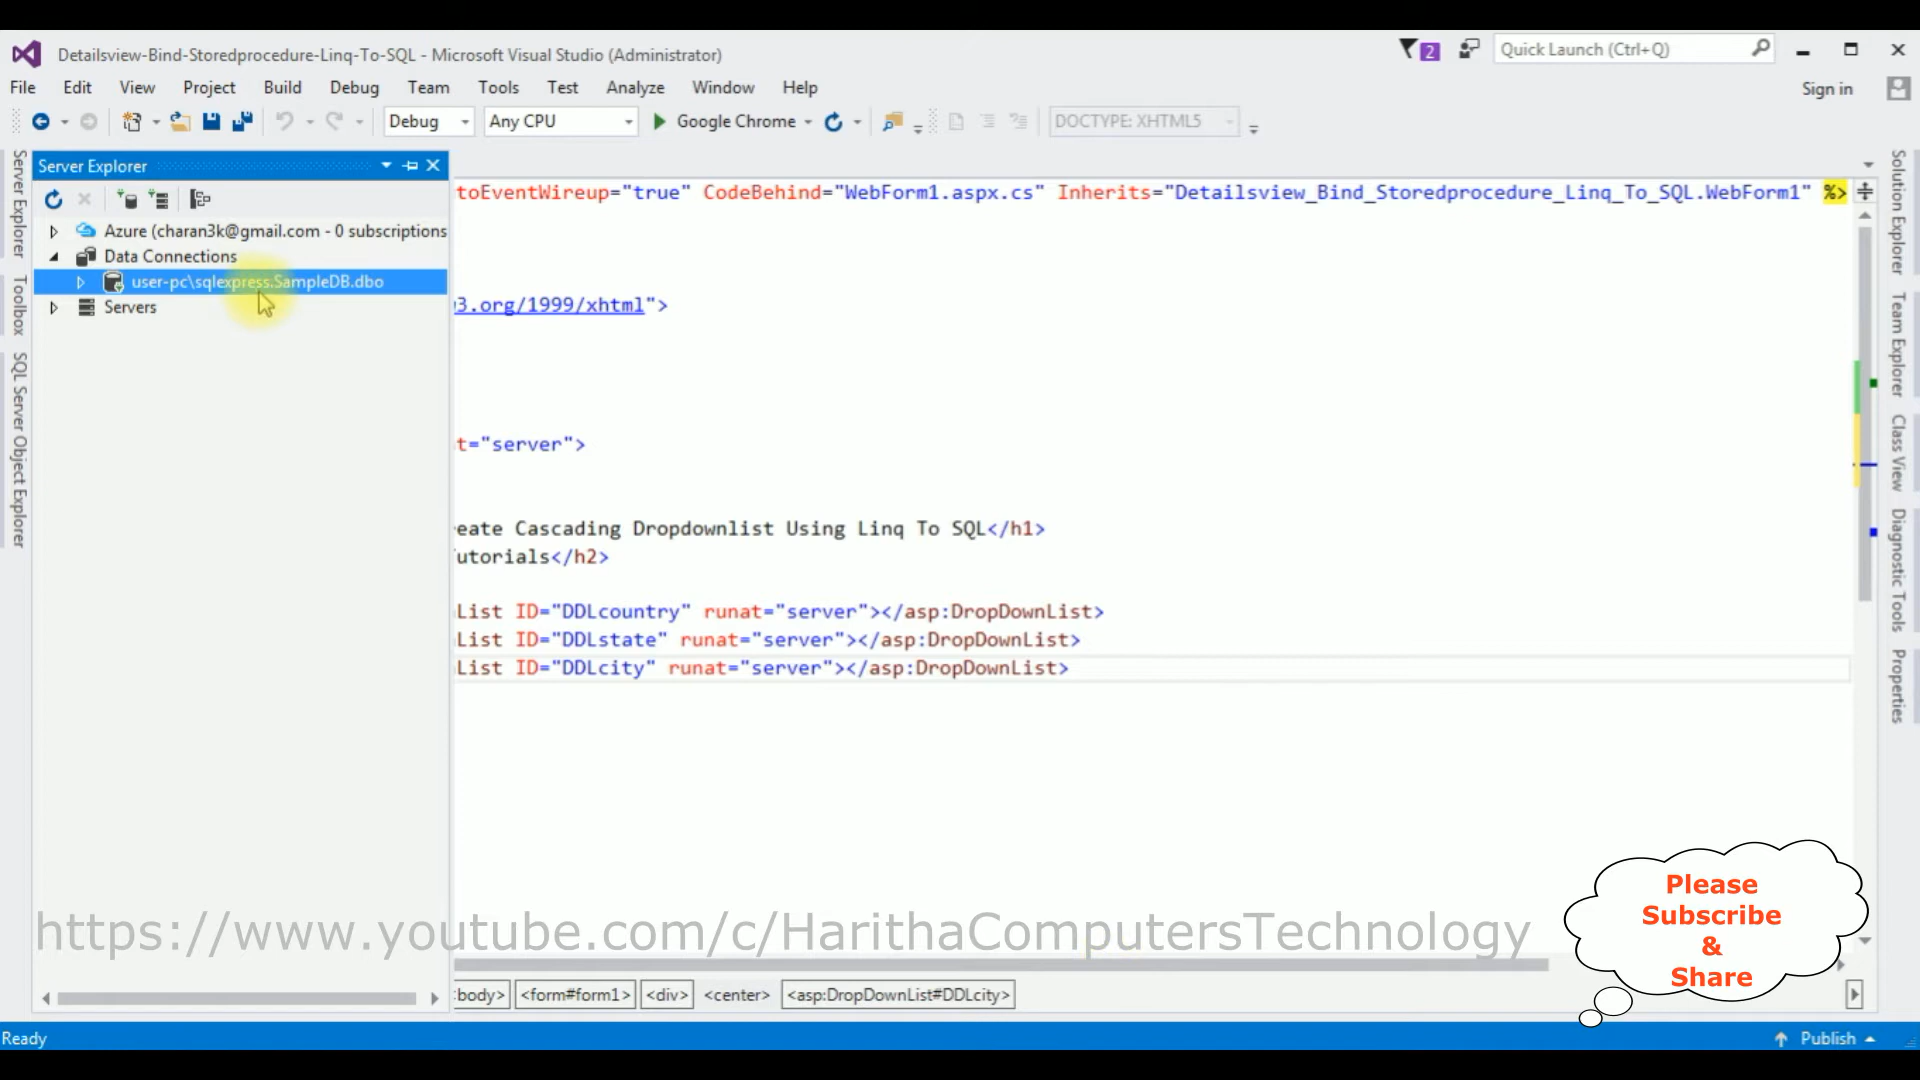 Detailsview-Bind-Storedprocedure-Linq-To-SQL - Microsoft Visual Studio (Administrator)
2
Quick Launch (Ctrl+Q)
File Edit View Project Build Debug Team Tools Test Analyze Window Help
Sign in
Debug Any CPU Google Chrome DOCTYPE: XHTML5
Server Explorer
Toolbox
SQL Server Object Explorer
Server Explorer
Azure (charan3k@gmail.com - 0 subscriptions
Data Connections
user-pc\sqlexpress.SampleDB.dbo
Servers
toEventWireup="true" CodeBehind="WebForm1.aspx.cs" Inherits="Detailsview_Bind_Storedprocedure_Linq_To_SQL.WebForm1" %>
3.org/1999/xhtml">
t="server">
eate Cascading Dropdownlist Using Linq To SQL</h1>
utorials</h2>
List ID="DDLcountry" runat="server"></asp:DropDownList>
List ID="DDLstate" runat="server"></asp:DropDownList>
List ID="DDLcity" runat="server"></asp:DropDownList>
Solution Explorer
Team Explorer
Class View
Diagnostic Tools
Properties
https://www.youtube.com/c/HarithaComputersTechnology
Please
Subscribe
&
Share
body> <form#form1> <div> <center> <asp:DropDownList#DDLcity>
Ready
Publish